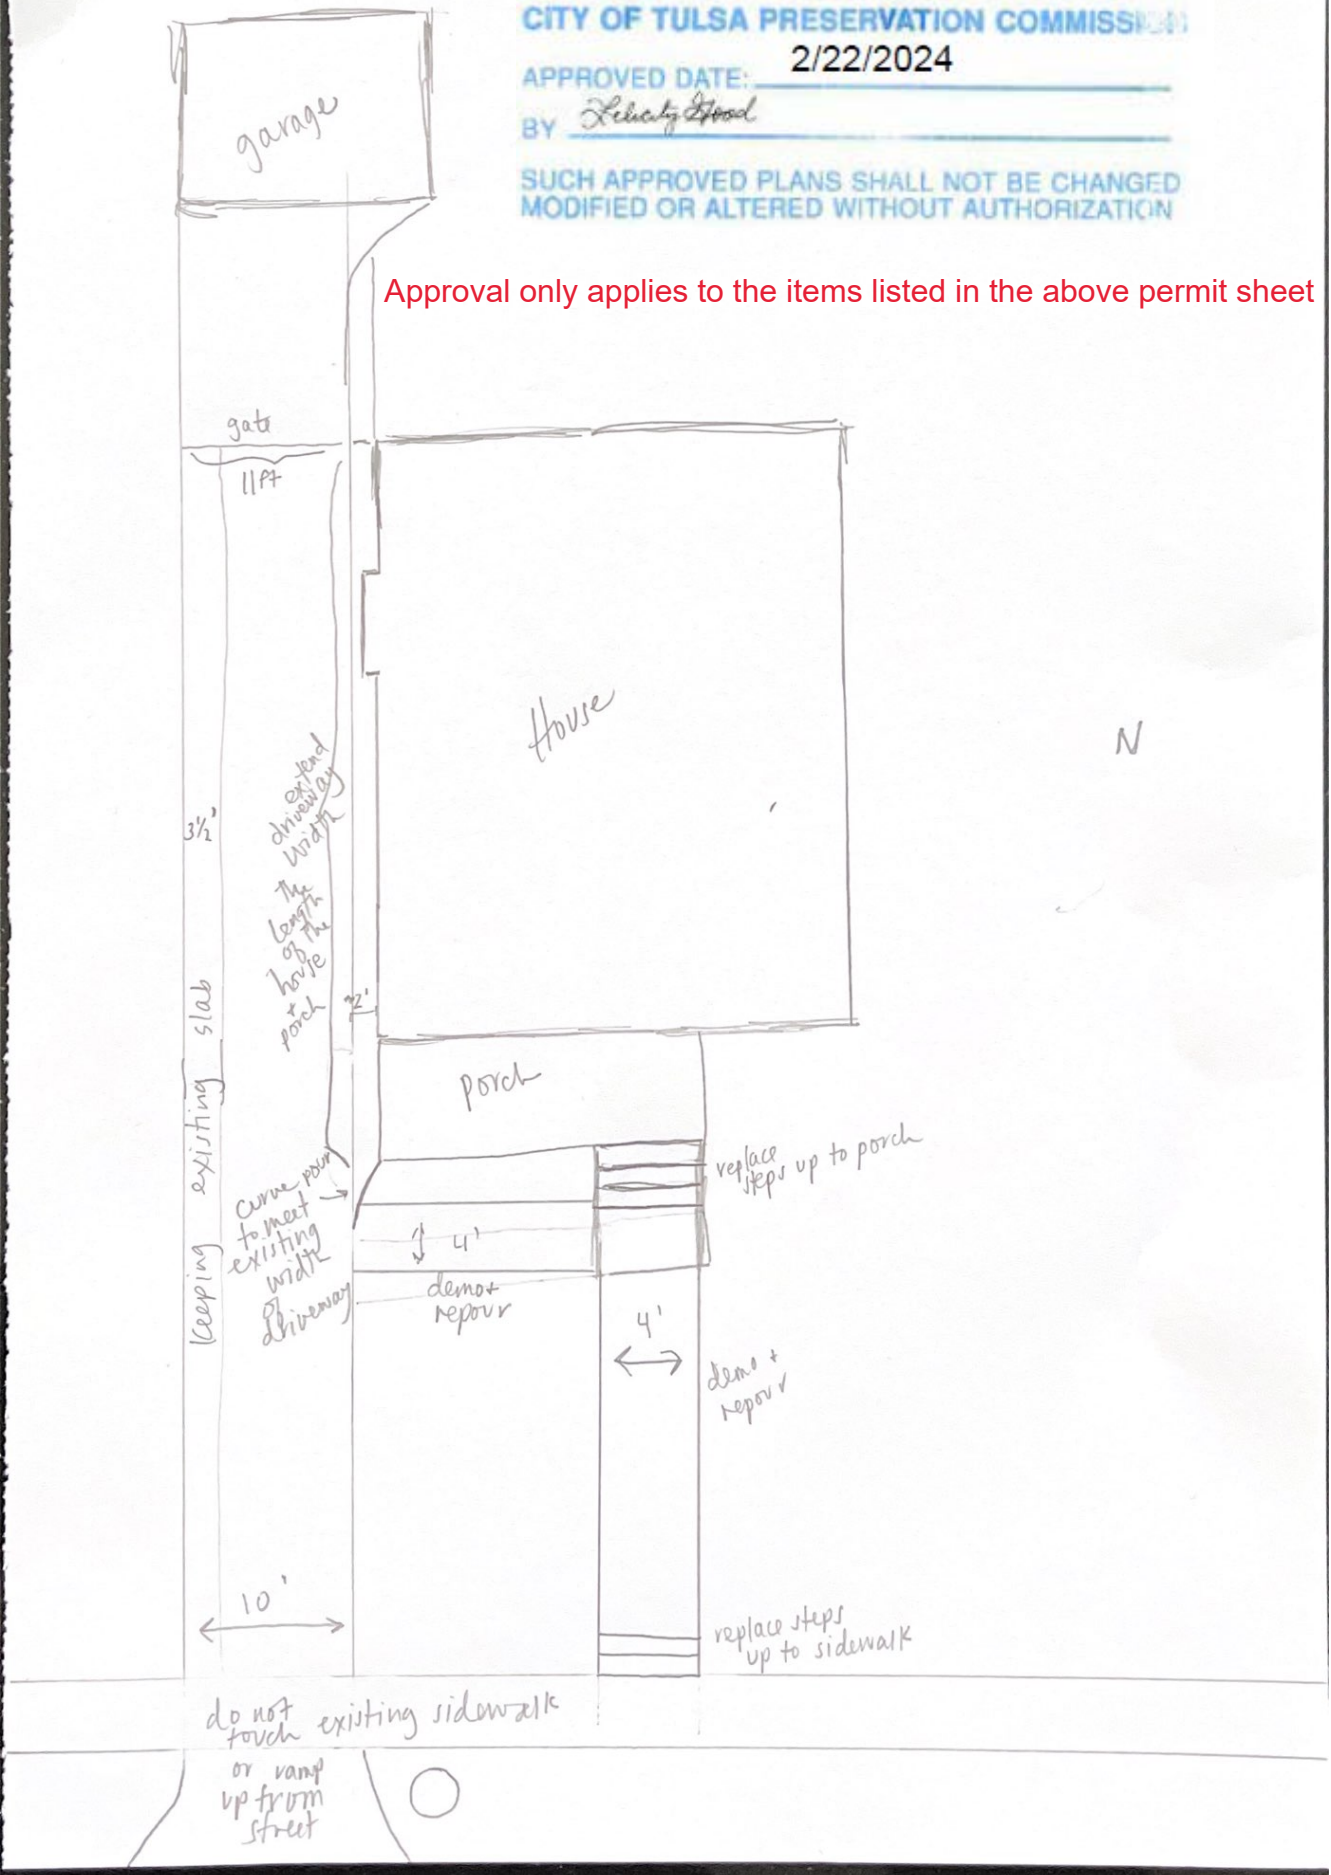 CITY OF TULSA PRESERVATION COMMISSION
APPROVED DATE: 2/22/2024
BY Felicity Good
SUCH APPROVED PLANS SHALL NOT BE CHANGED
MODIFIED OR ALTERED WITHOUT AUTHORIZATION
garage
Approval only applies to the items listed in the above permit sheet
gate
11ft
House
N
3½'
extend
driveway
width
the
length
of the
house
+
porch
2'
keeping existing slab
porch
replace
steps up to porch
curve pour
to meet
existing
width
of
driveway
4'
demo+
repour
4'
demo +
repour
10'
replace steps
up to sidewalk
do not
touch existing sidewalk
or ramp
up from
street